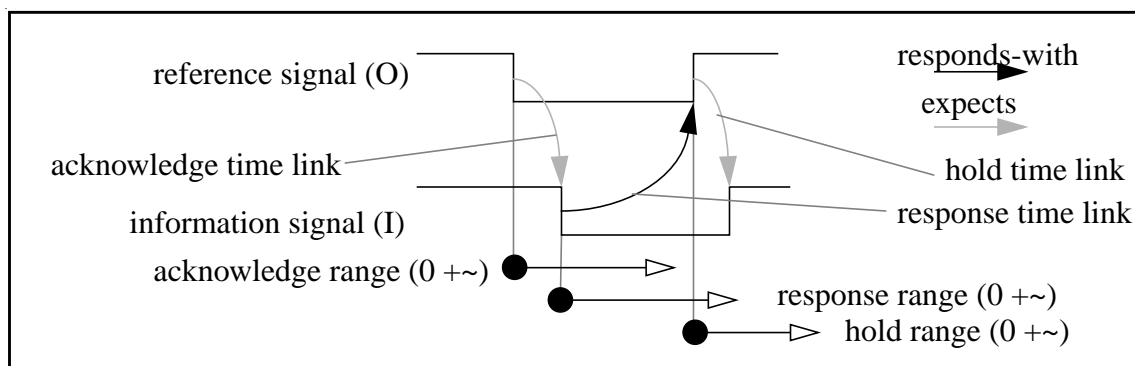 reference signal (O)
responds-with
expects
acknowledge time link
hold time link
information signal (I)
response time link
acknowledge range (0 +~)
response range (0 +~)
hold range (0 +~)